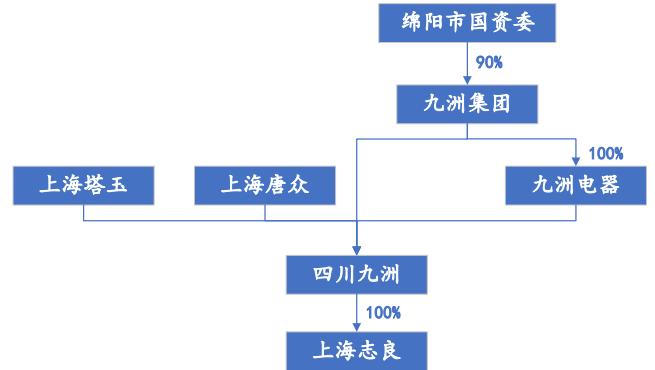 绵阳市国资委
90%
九洲集团
100%
上海塔玉
上海唐众
九洲电器
四川九洲
100%
上海志良